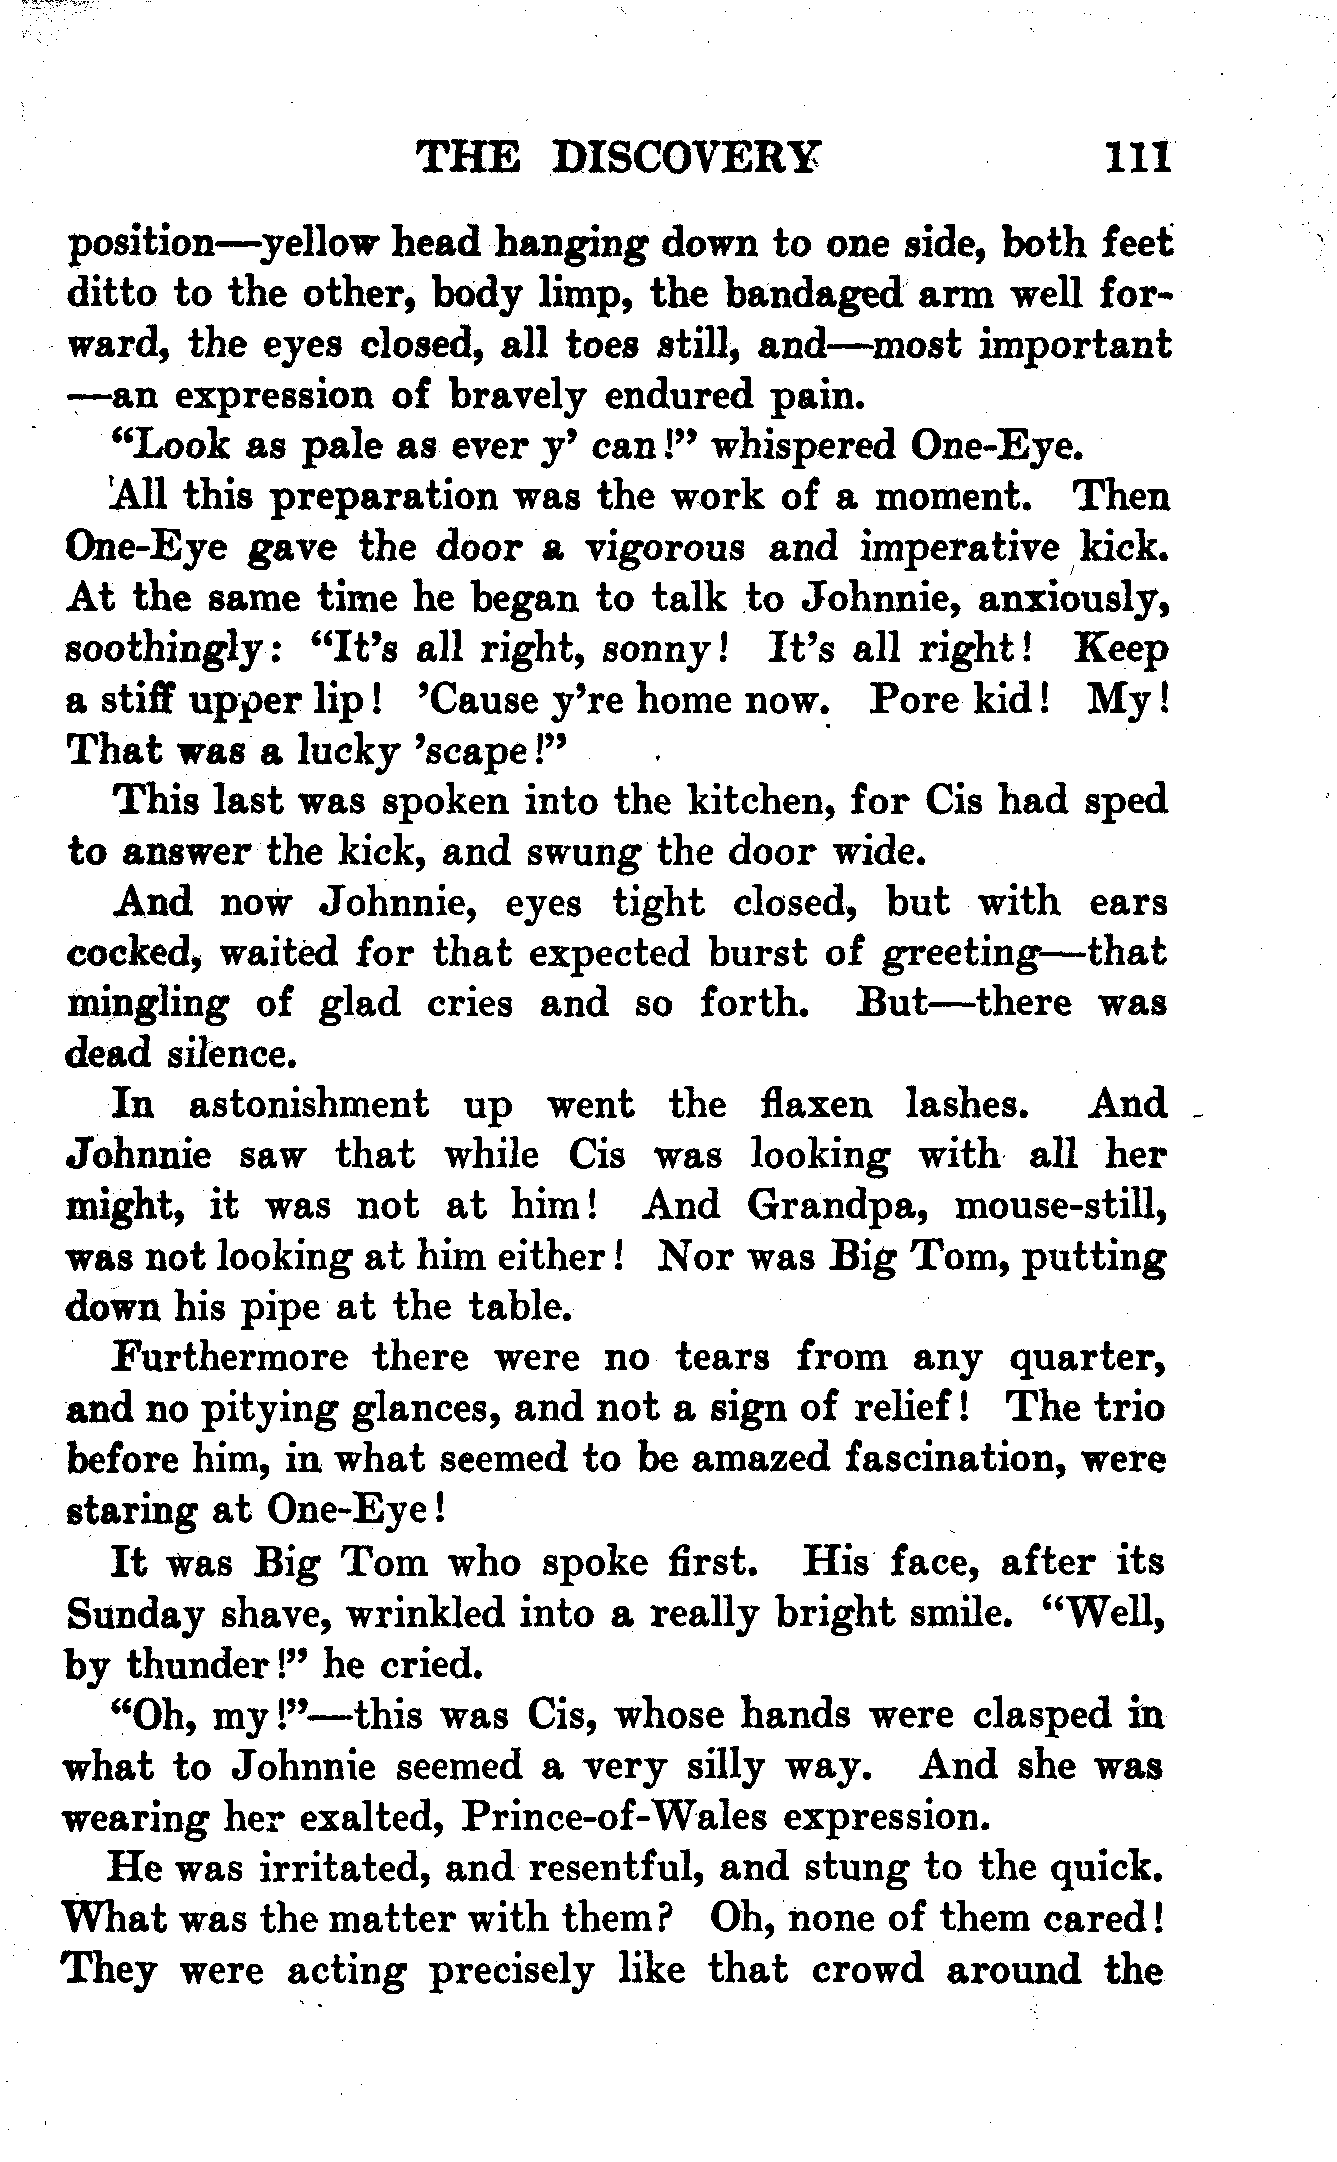 THE DISCOVERY 111
position—yellow head hanging down to one side, both feet
ditto to the other, body limp, the bandaged arm well for-
ward, the eyes closed, all toes still, and—most important
—an expression of bravely endured pain.
“Look as pale as ever y’ can!” whispered One-Eye.
All this preparation was the work of a moment. Then
One-Eye gave the door a vigorous and imperative kick.
At the same time he began to talk to Johnnie, anxiously,
soothingly: “It’s all right, sonny! It’s all right! Keep
a stiff upper lip! ’Cause y’re home now. Pore kid! My!
That was a lucky ’scape!”
This last was spoken into the kitchen, for Cis had sped
to answer the kick, and swung the door wide.
And now Johnnie, eyes tight closed, but with ears
cocked, waited for that expected burst of greeting—that
mingling of glad cries and so forth. But—there was
dead silence.
In astonishment up went the flaxen lashes. And
Johnnie saw that while Cis was looking with all her
might, it was not at him! And Grandpa, mouse-still,
was not looking at him either! Nor was Big Tom, putting
down his pipe at the table.
Furthermore there were no tears from any quarter,
and no pitying glances, and not a sign of relief! The trio
before him, in what seemed to be amazed fascination, were
staring at One-Eye!
It was Big Tom who spoke first. His face, after its
Sunday shave, wrinkled into a really bright smile. “Well,
by thunder!” he cried.
“Oh, my!”—this was Cis, whose hands were clasped in
what to Johnnie seemed a very silly way. And she was
wearing her exalted, Prince-of-Wales expression.
He was irritated, and resentful, and stung to the quick.
What was the matter with them? Oh, none of them cared!
They were acting precisely like that crowd around the